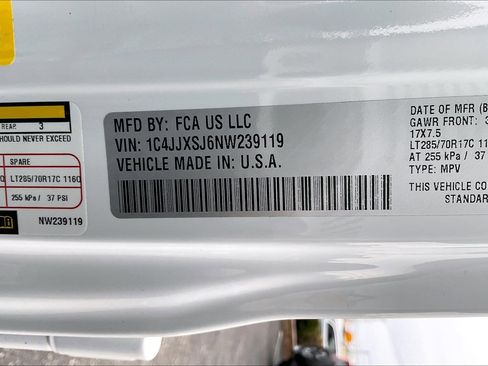 REAR 3
SHOULD NEVER EXCEED
SPARE
LT285/70R17C 116Q
255 kPa / 37 PSI
NW239119
MFD BY: FCA US LLC
VIN: 1C4JJXSJ6NW239119
VEHICLE MADE IN: U.S.A.
DATE OF MFR
GAWR FRONT: 3
17X7.5
LT285/70R17C
AT 255 kPa / 37
TYPE: MPV
THIS VEHICLE
STANDAR